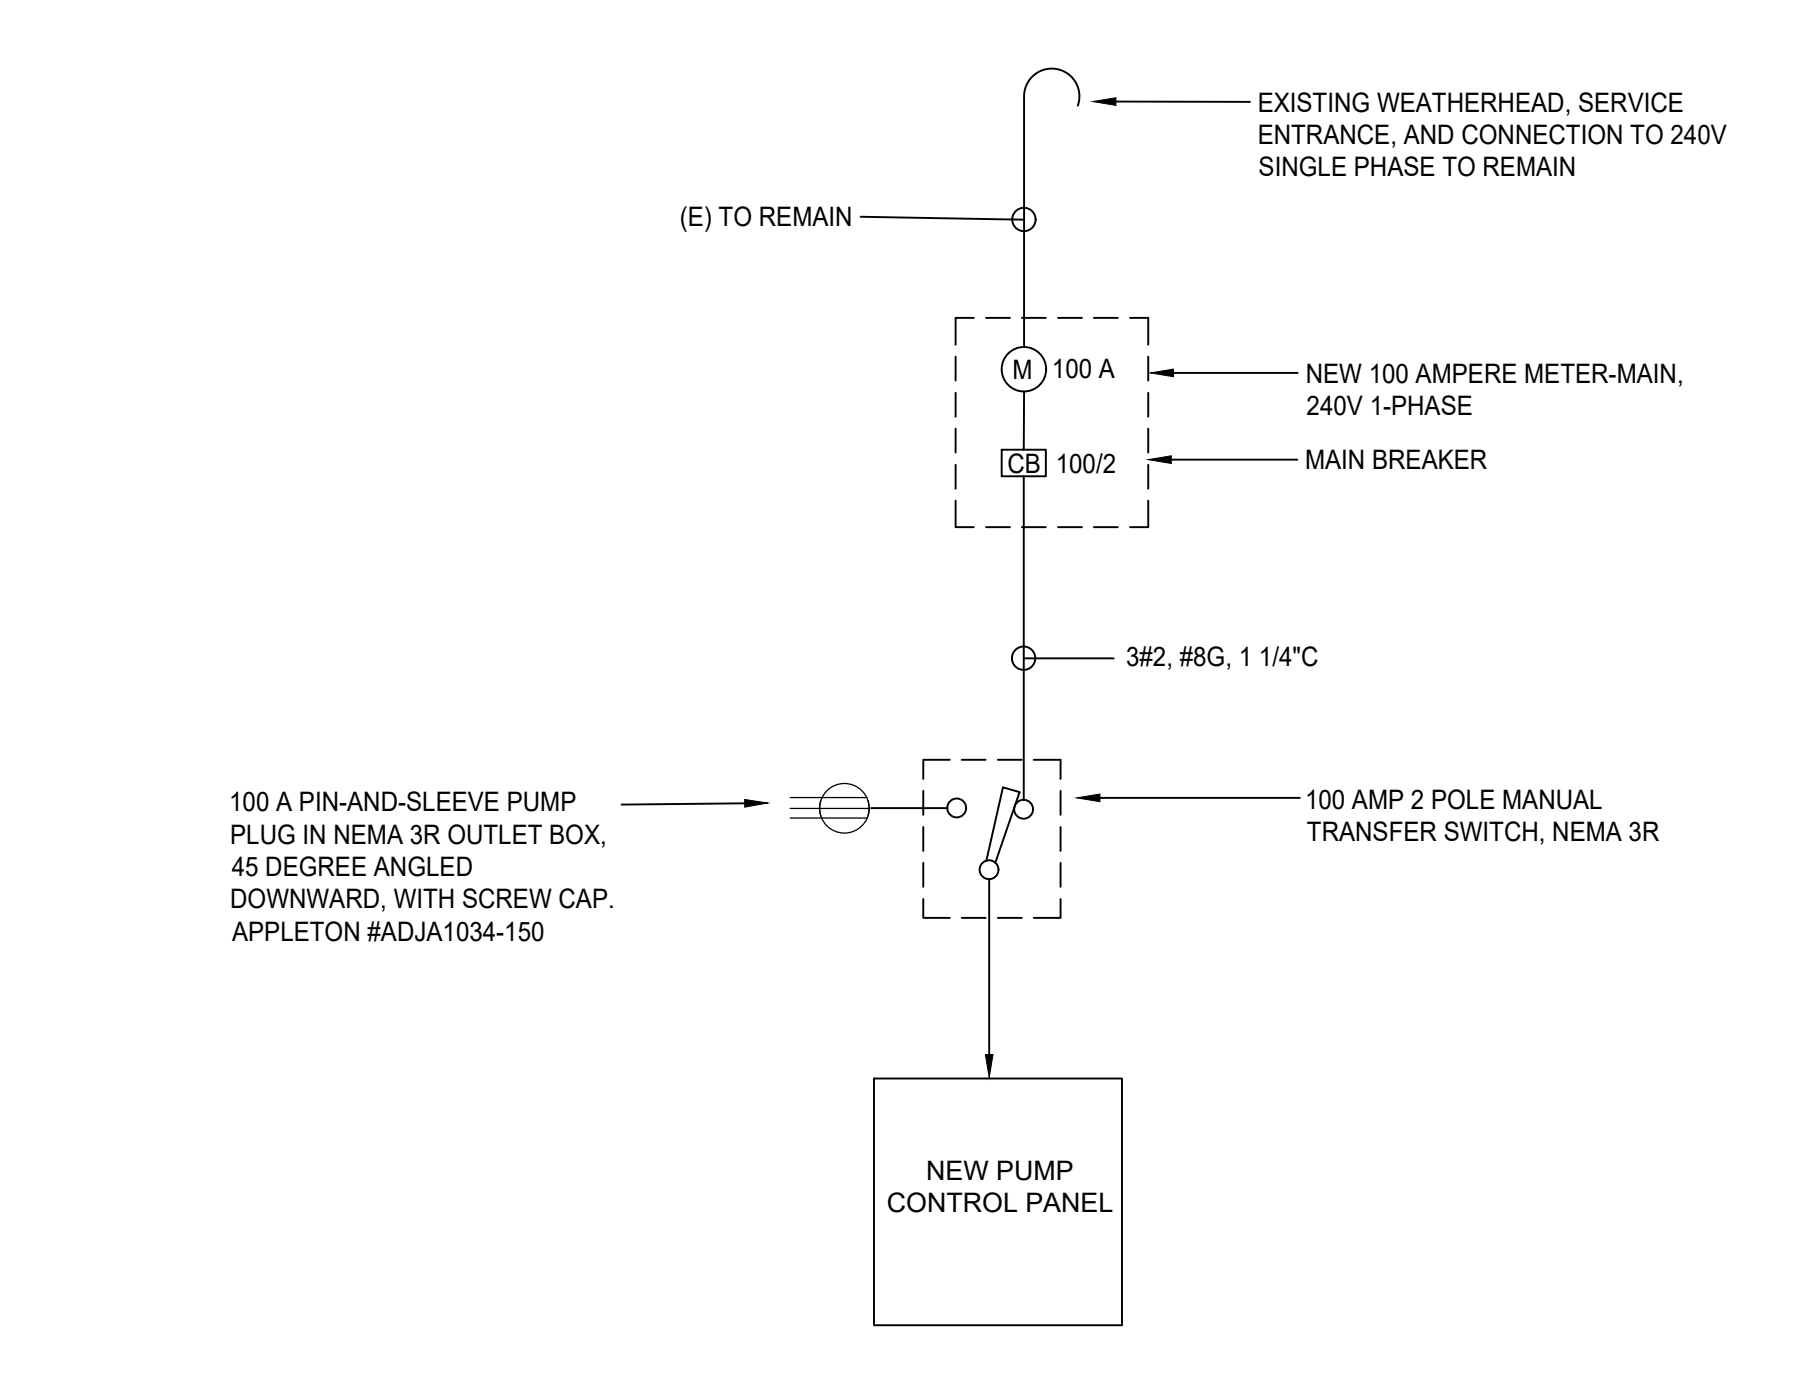 EXISTING WEATHERHEAD, SERVICE
ENTRANCE, AND CONNECTION TO 240V
SINGLE PHASE TO REMAIN
(E) TO REMAIN
M 100 A
NEW 100 AMPERE METER-MAIN,
240V 1-PHASE
CB 100/2
MAIN BREAKER
3#2, #8G, 1 1/4"C
100 A PIN-AND-SLEEVE PUMP
PLUG IN NEMA 3R OUTLET BOX,
45 DEGREE ANGLED
DOWNWARD, WITH SCREW CAP.
APPLETON #ADJA1034-150
100 AMP 2 POLE MANUAL
TRANSFER SWITCH, NEMA 3R
NEW PUMP
CONTROL PANEL